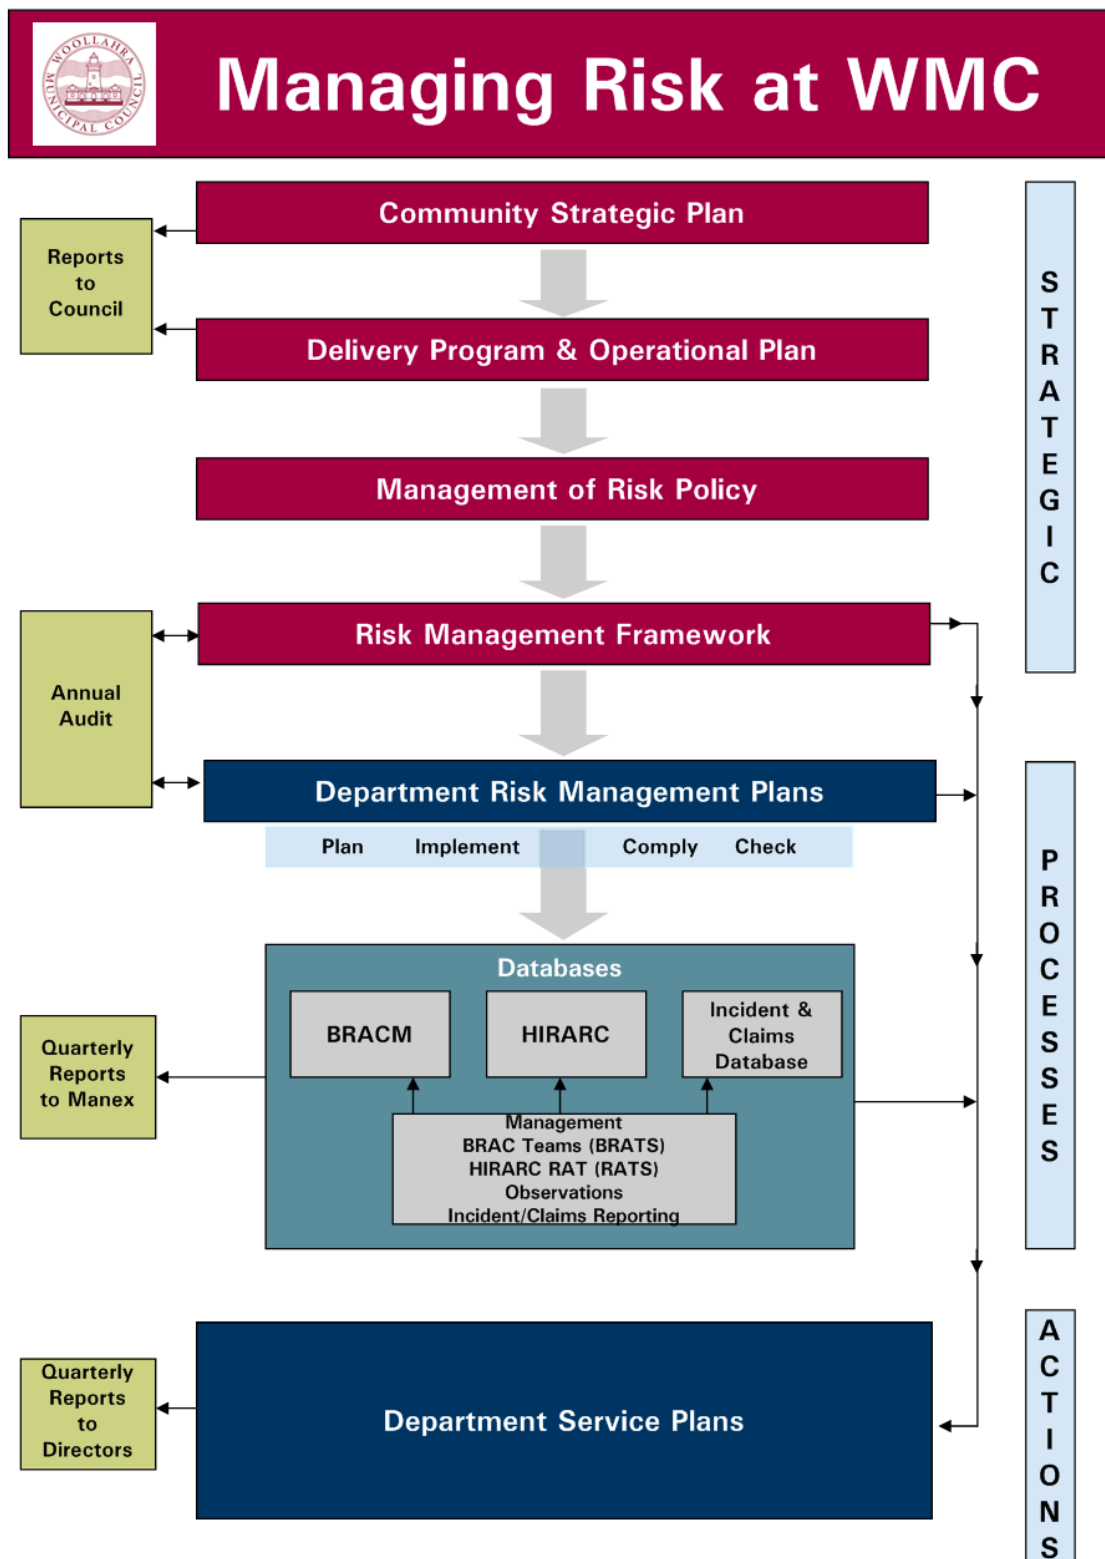 WOOLLAHRA
MUNICIPAL COUNCIL
Managing Risk at WMC
Community Strategic Plan
Reports
to
Council
Delivery Program & Operational Plan
Management of Risk Policy
STRATEGIC
Risk Management Framework
Annual
Audit
Department Risk Management Plans
Plan Implement Comply Check
Databases
BRACM
HIRARC
Incident &
Claims
Database
Quarterly
Reports
to Manex
Management
BRAC Teams (BRATS)
HIRARC RAT (RATS)
Observations
Incident/Claims Reporting
PROCESSES
Quarterly
Reports
to
Directors
Department Service Plans
ACTIONS